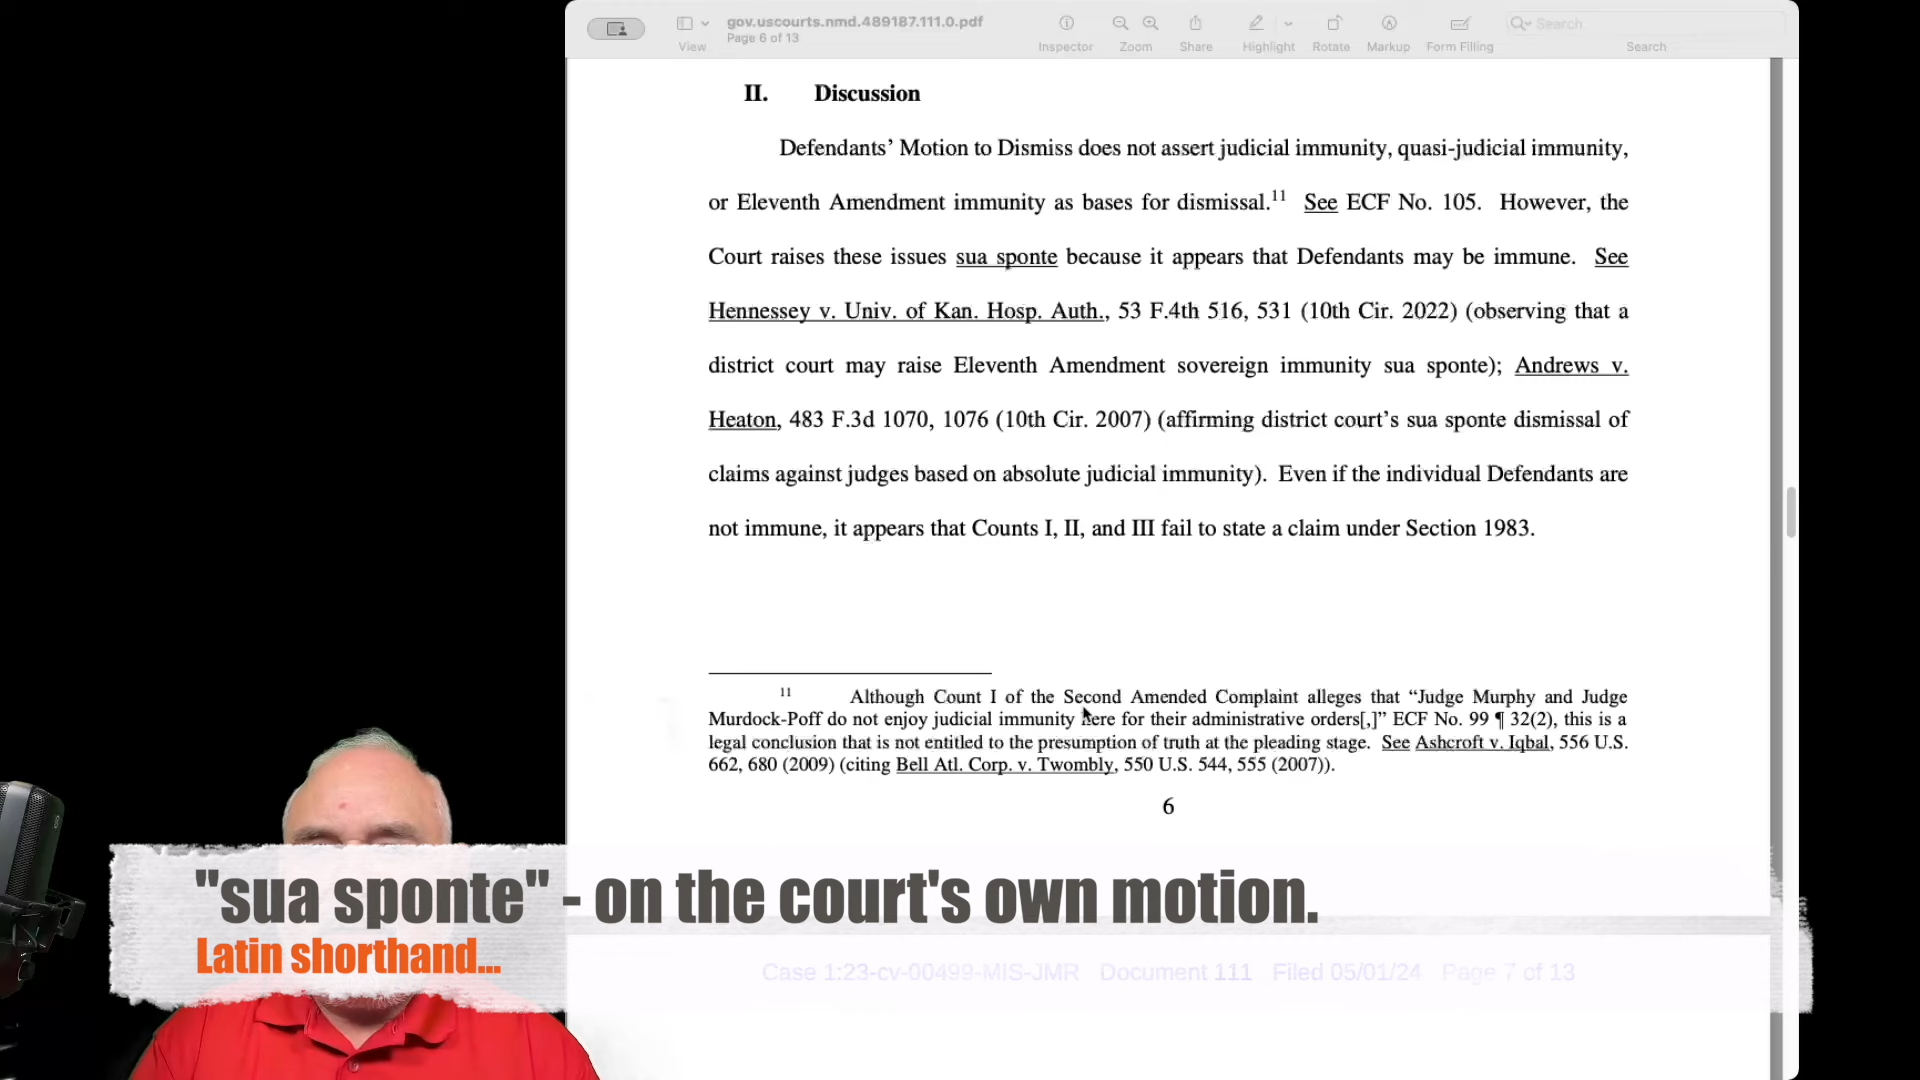 gov.uscourts.nmd.489187.111.0.pdf
Page 6 of 13
View
Inspector
Zoom
Share
Highlight
Rotate
Markup
Form Filling
Search
Search
II. Discussion
Defendants’ Motion to Dismiss does not assert judicial immunity, quasi-judicial immunity,
or Eleventh Amendment immunity as bases for dismissal.11 See ECF No. 105. However, the
Court raises these issues sua sponte because it appears that Defendants may be immune. See
Hennessey v. Univ. of Kan. Hosp. Auth., 53 F.4th 516, 531 (10th Cir. 2022) (observing that a
district court may raise Eleventh Amendment sovereign immunity sua sponte); Andrews v.
Heaton, 483 F.3d 1070, 1076 (10th Cir. 2007) (affirming district court’s sua sponte dismissal of
claims against judges based on absolute judicial immunity). Even if the individual Defendants are
not immune, it appears that Counts I, II, and III fail to state a claim under Section 1983.
11 Although Count I of the Second Amended Complaint alleges that “Judge Murphy and Judge
Murdock-Poff do not enjoy judicial immunity here for their administrative orders[,]” ECF No. 99 ¶ 32(2), this is a
legal conclusion that is not entitled to the presumption of truth at the pleading stage. See Ashcroft v. Iqbal, 556 U.S.
662, 680 (2009) (citing Bell Atl. Corp. v. Twombly, 550 U.S. 544, 555 (2007)).
6
"sua sponte" - on the court's own motion.
Latin shorthand...
Case 1:23-cv-00499-MIS-JMR Document 111 Filed 05/01/24 Page 7 of 13